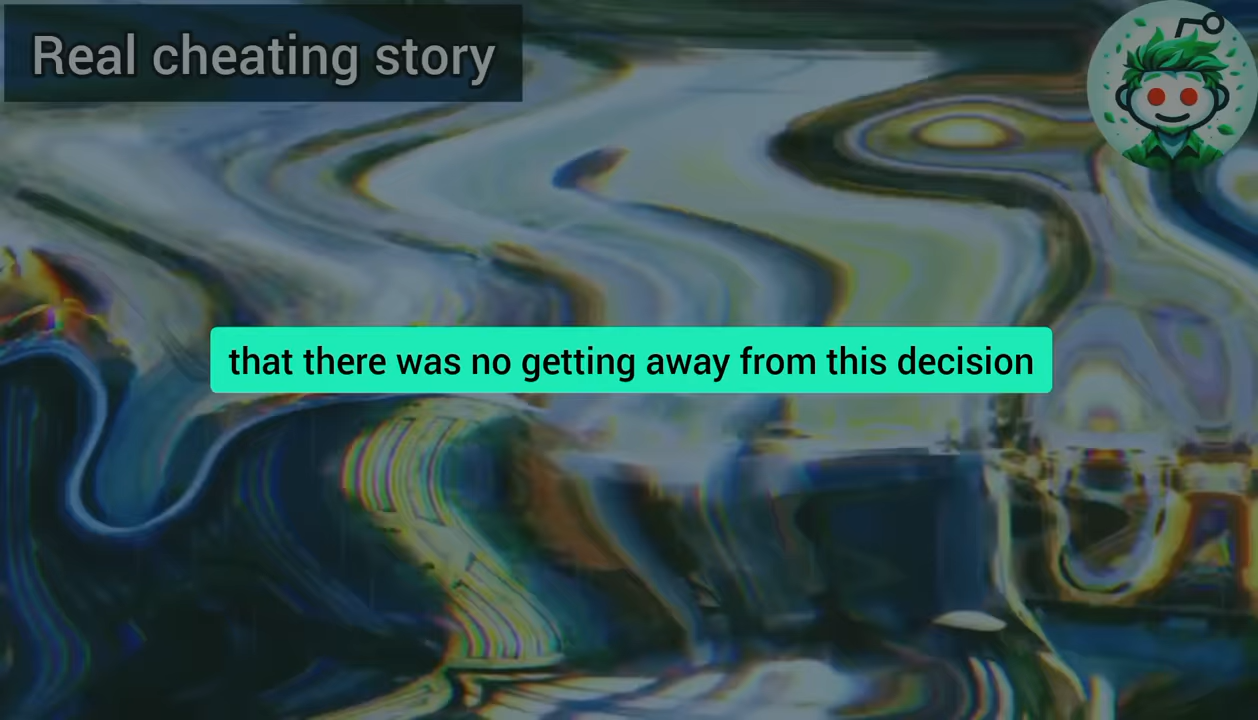 Real cheating story
that there was no getting away from this decision